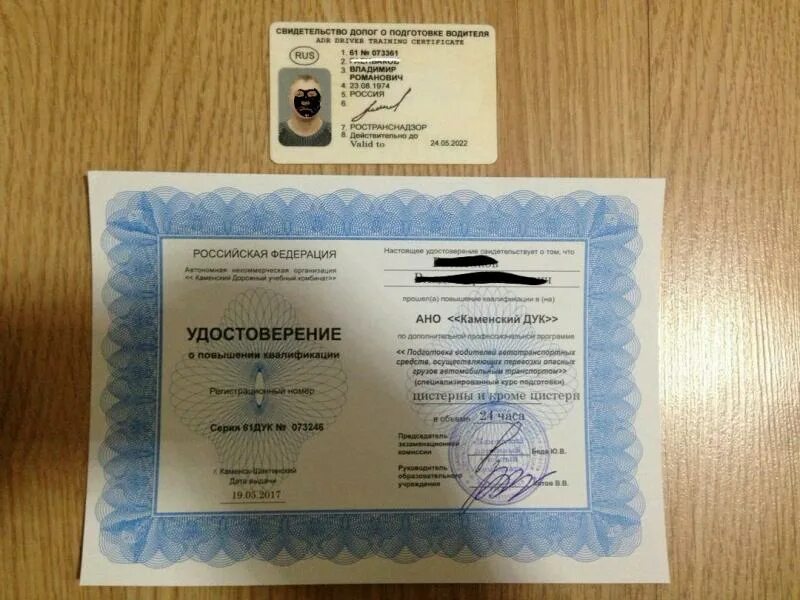 СВИДЕТЕЛЬСТВО ДОПОГ О ПОДГОТОВКЕ ВОДИТЕЛЯ
ADR DRIVER TRAINING CERTIFICATE
RUS
1. 61 № 073361
2.
3. ВЛАДИМИР
РОМАНОВИЧ
4. 23.08.1974
5. РОССИЯ
6.
7. РОСТРАНСНАДЗОР
8. Действительно до
Valid to 24.05.2022
РОССИЙСКАЯ ФЕДЕРАЦИЯ
Автономная некоммерческая организация
<< Каменский Дорожный учебный комбинат>>
УДОСТОВЕРЕНИЕ
о повышении квалификации
Регистрационный номер
Серия 61ДУК № 073246
г. Каменск-Шахтинский
Дата выдачи
19.05.2017
Настоящее удостоверение свидетельствует о том, что
прошел(а) повышение квалификации в (на)
АНО <<Каменский ДУК>>
по дополнительной профессиональной программе
<< Подготовка водителей автотранспортных
средств, осуществляющих перевозки опасных
грузов автомобильным транспортом>>
(специализированный курс подготовки)
цистерны и кроме цистерн
в объеме 24 часа
Председатель
экзаменационной
комиссии
Беда Ю.В.
Руководитель
образовательного
учреждения
В.В.